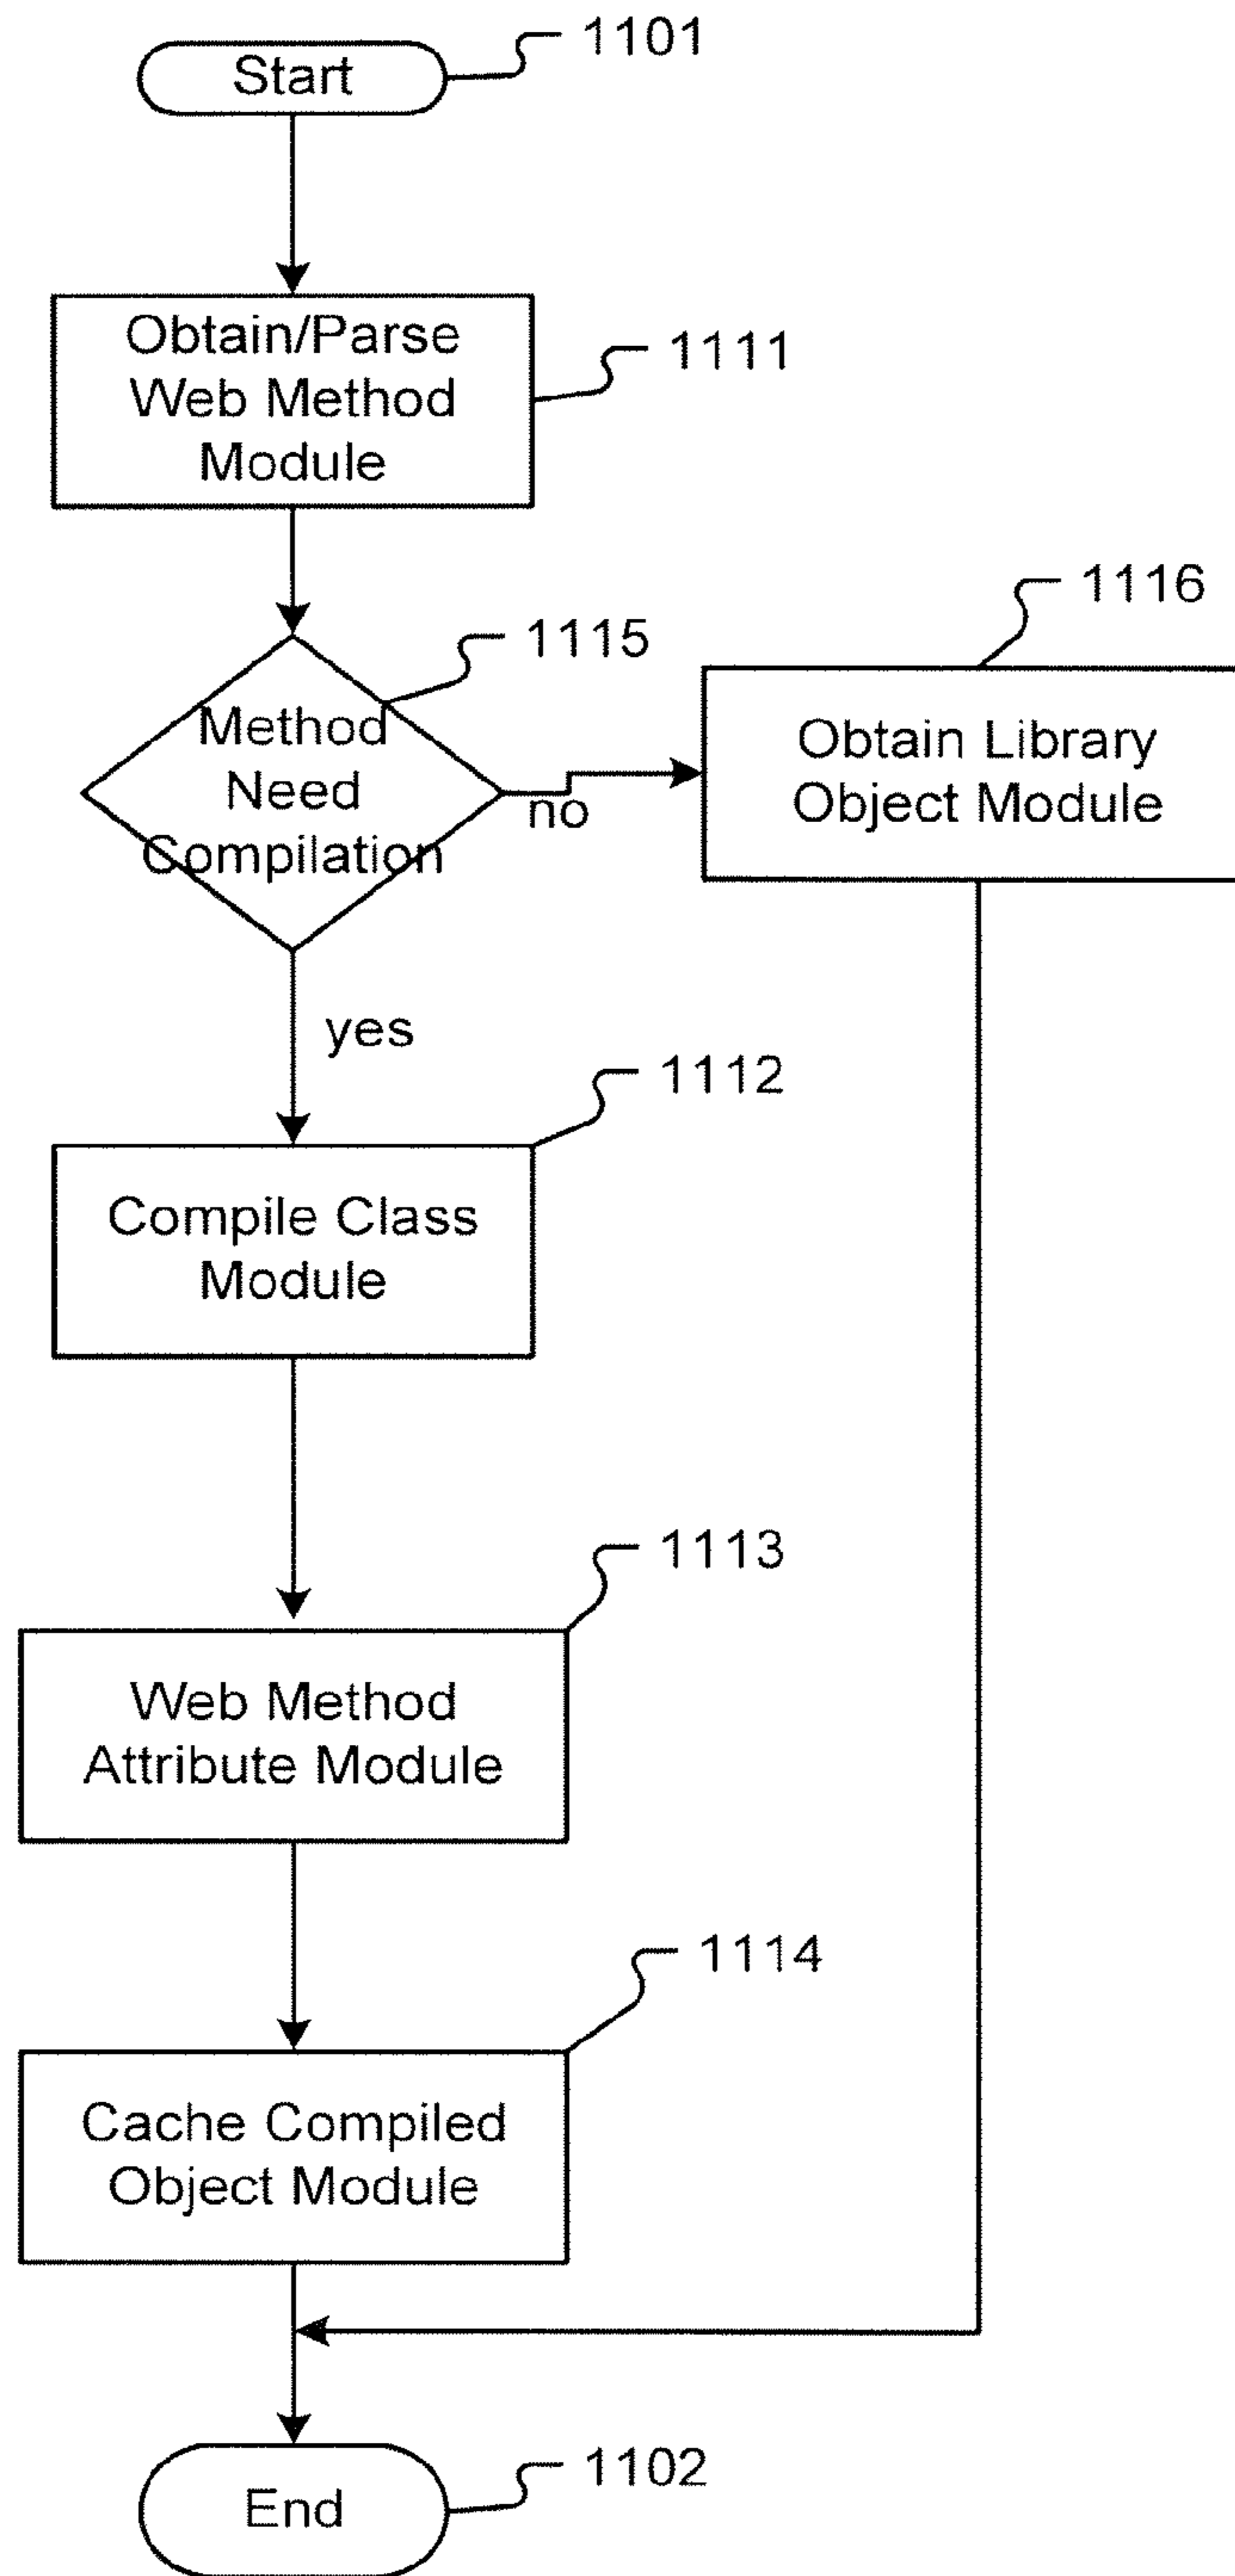 Start
1101
Obtain/Parse
Web Method
Module
1111
Method
Need
Compilation
1115
no
Obtain Library
Object Module
1116
yes
Compile Class
Module
1112
Web Method
Attribute Module
1113
Cache Compiled
Object Module
1114
End
1102